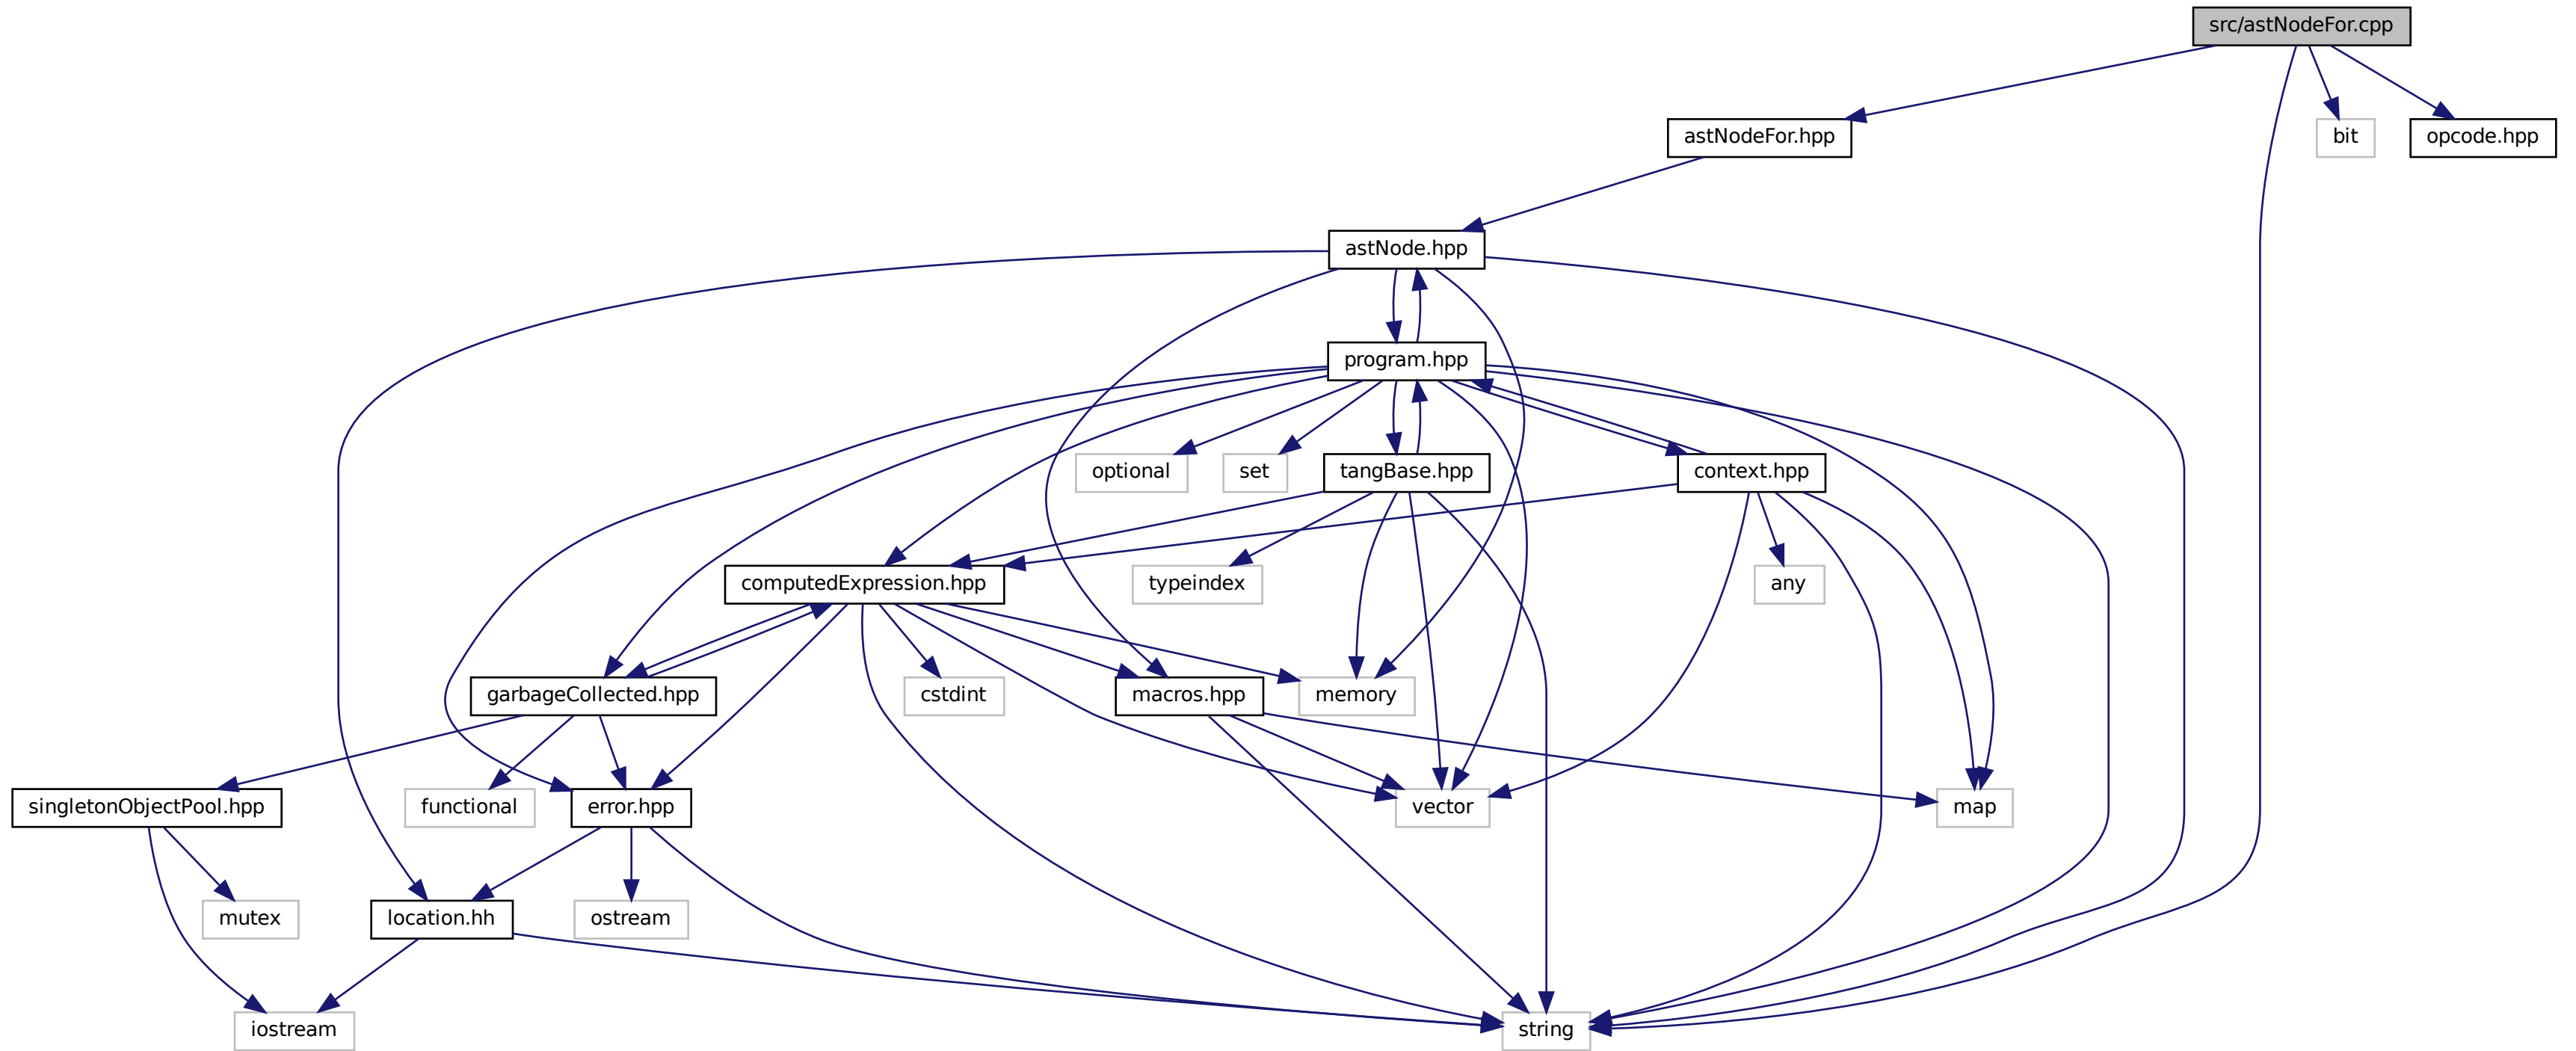 src/astNodeFor.cpp
astNodeFor.hpp
bit
opcode.hpp
astNode.hpp
program.hpp
optional
set
tangBase.hpp
context.hpp
computedExpression.hpp
typeindex
any
garbageCollected.hpp
cstdint
macros.hpp
memory
singletonObjectPool.hpp
functional
error.hpp
vector
map
mutex
location.hh
ostream
iostream
string